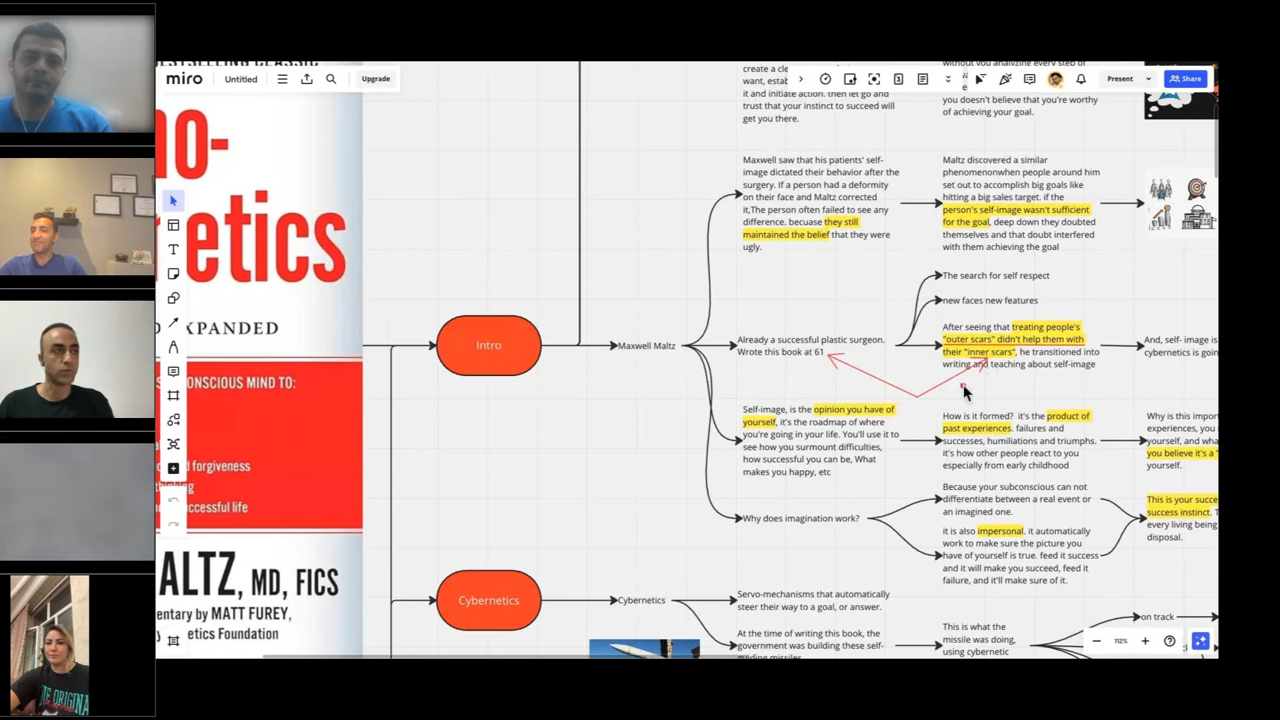 miro
Untitled
Upgrade
Present
Share
o-
etics
XPANDED
SCIOUS MIND TO:
forgiveness
ccessful life
ALTZ, MD, FICS
entary by MATT FUREY,
etics Foundation
Intro
Cybernetics
Maxwell Maltz
Cybernetics
want, estab
it and initiate action. then let go and
trust that your instinct to succeed will
get you there.
you doesn't believe that you're worthy
of achieving your goal.
Maxwell saw that his patients' self-
image dictated their behavior after the
surgery. If a person had a deformity
on their face and Maltz corrected
it,The person often failed to see any
difference. becuase they still
maintained the belief that they were
ugly.
Maltz discovered a similar
phenomenonwhen people around him
set out to accomplish big goals like
hitting a big sales target. if the
person's self-image wasn't sufficient
for the goal, deep down they doubted
themselves and that doubt interfered
with them achieving the goal
Already a successful plastic surgeon.
Wrote this book at 61
The search for self respect
new faces new features
After seeing that treating people's
"outer scars" didn't help them with
their "inner scars", he transitioned into
writing and teaching about self-image
And, self- image is
cybernetics is goin
Self-image, is the opinion you have of
yourself, it's the roadmap of where
you're going in your life. You'll use it to
see how you surmount difficulties,
how successful you can be, What
makes you happy, etc
How is it formed? it's the product of
past experiences. failures and
successes, humiliations and triumphs.
it's how other people react to you
especially from early childhood
Why is this impor
experiences, you
yourself, and wha
you believe it's a "
yourself.
Why does imagination work?
Because your subconscious can not
differentiate between a real event or
an imagined one.
it is also impersonal. it automatically
work to make sure the picture you
have of yourself is true. feed it success
and it will make you succeed, feed it
failure, and it'll make sure of it.
This is your succe
success instinct. T
every living being
disposal.
Servo-mechanisms that automatically
steer their way to a goal, or answer.
At the time of writing this book, the
government was building these self-
This is what the
missile was doing,
using cybernetic
on track
112%